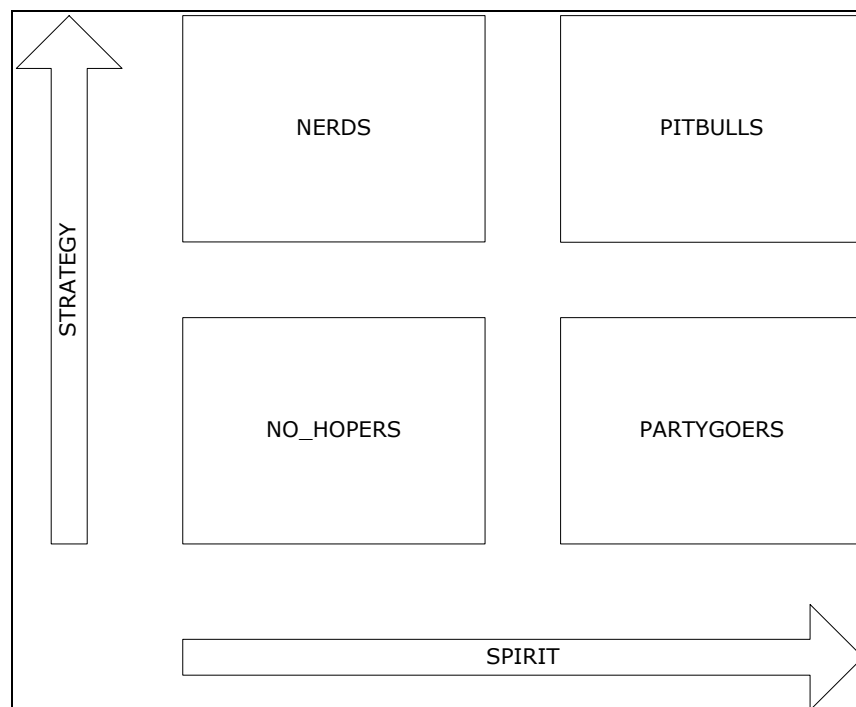 NERDS
PITBULLS
STRATEGY
NO_HOPERS
PARTYGOERS
SPIRIT